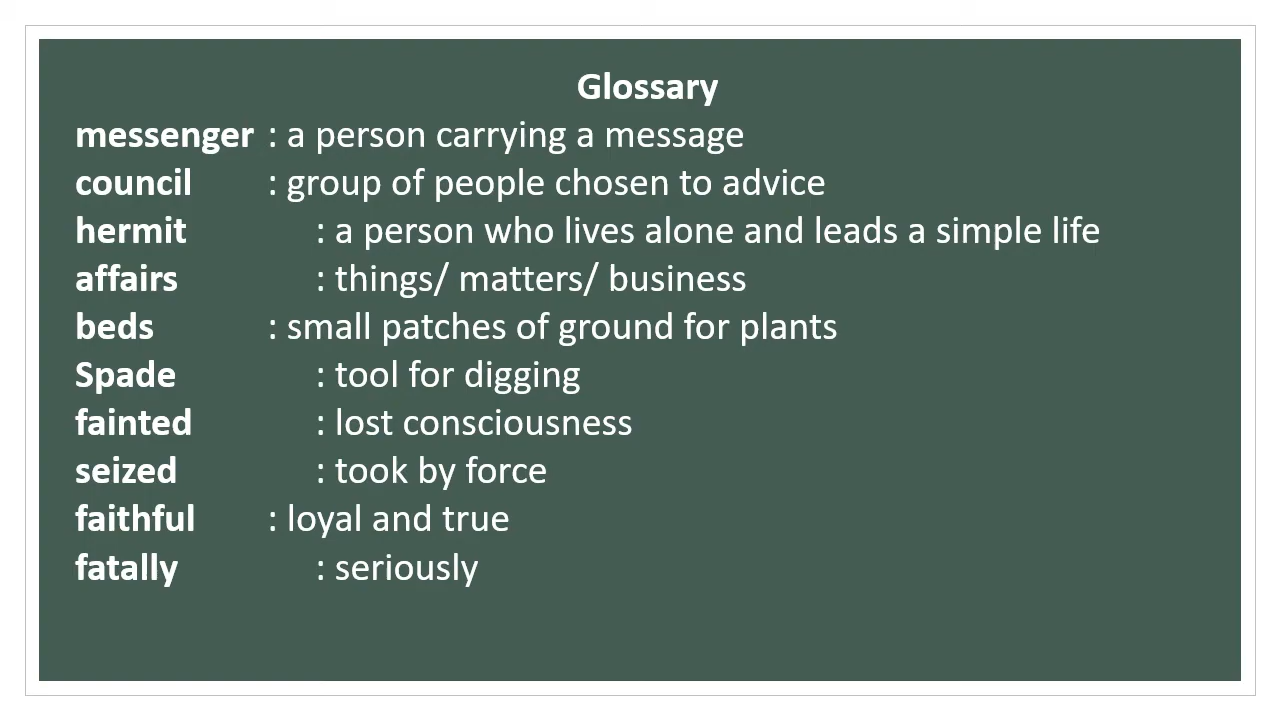 Glossary
messenger : a person carrying a message
council : group of people chosen to advice
hermit : a person who lives alone and leads a simple life
affairs : things/ matters/ business
beds : small patches of ground for plants
Spade : tool for digging
fainted : lost consciousness
seized : took by force
faithful : loyal and true
fatally : seriously